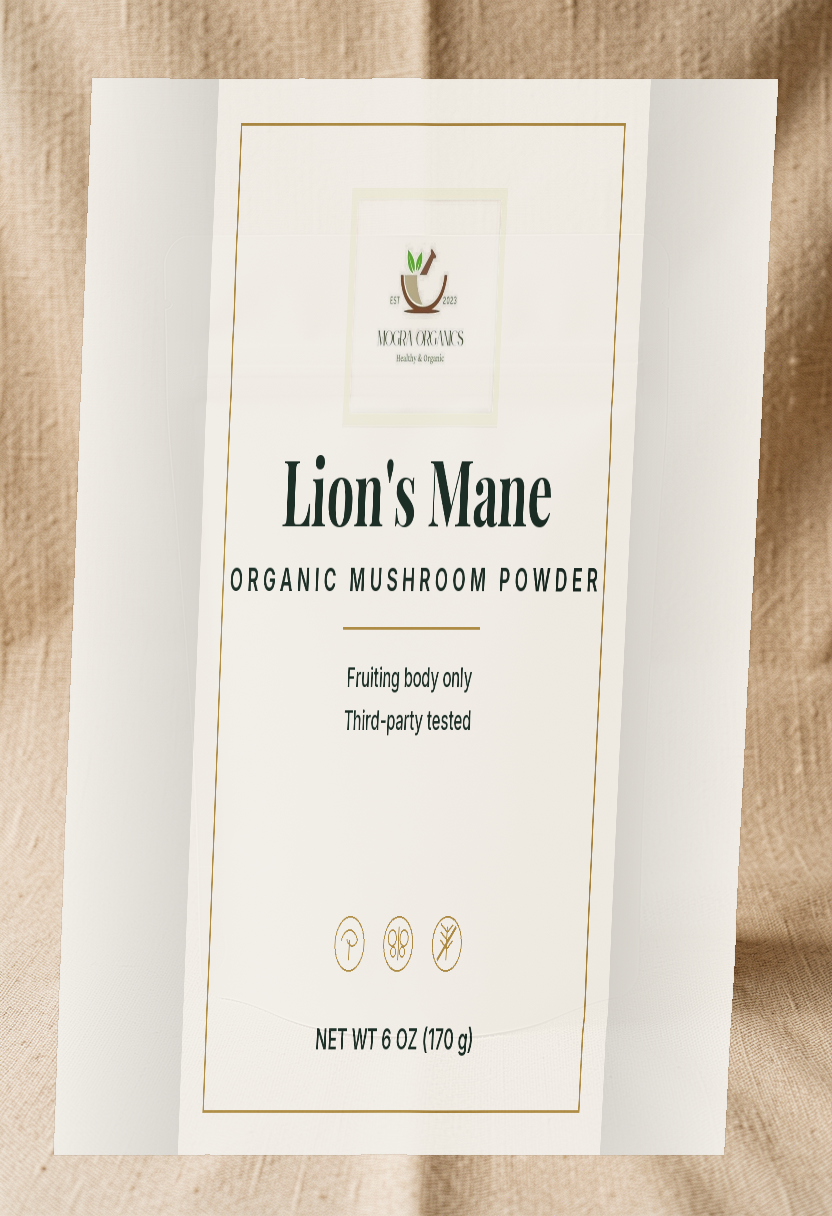 EST 2023
MOGRA ORGANICS
Healthy & Organic
Lion's Mane
ORGANIC MUSHROOM POWDER
Fruiting body only
Third-party tested
NET WT 6 OZ (170 g)